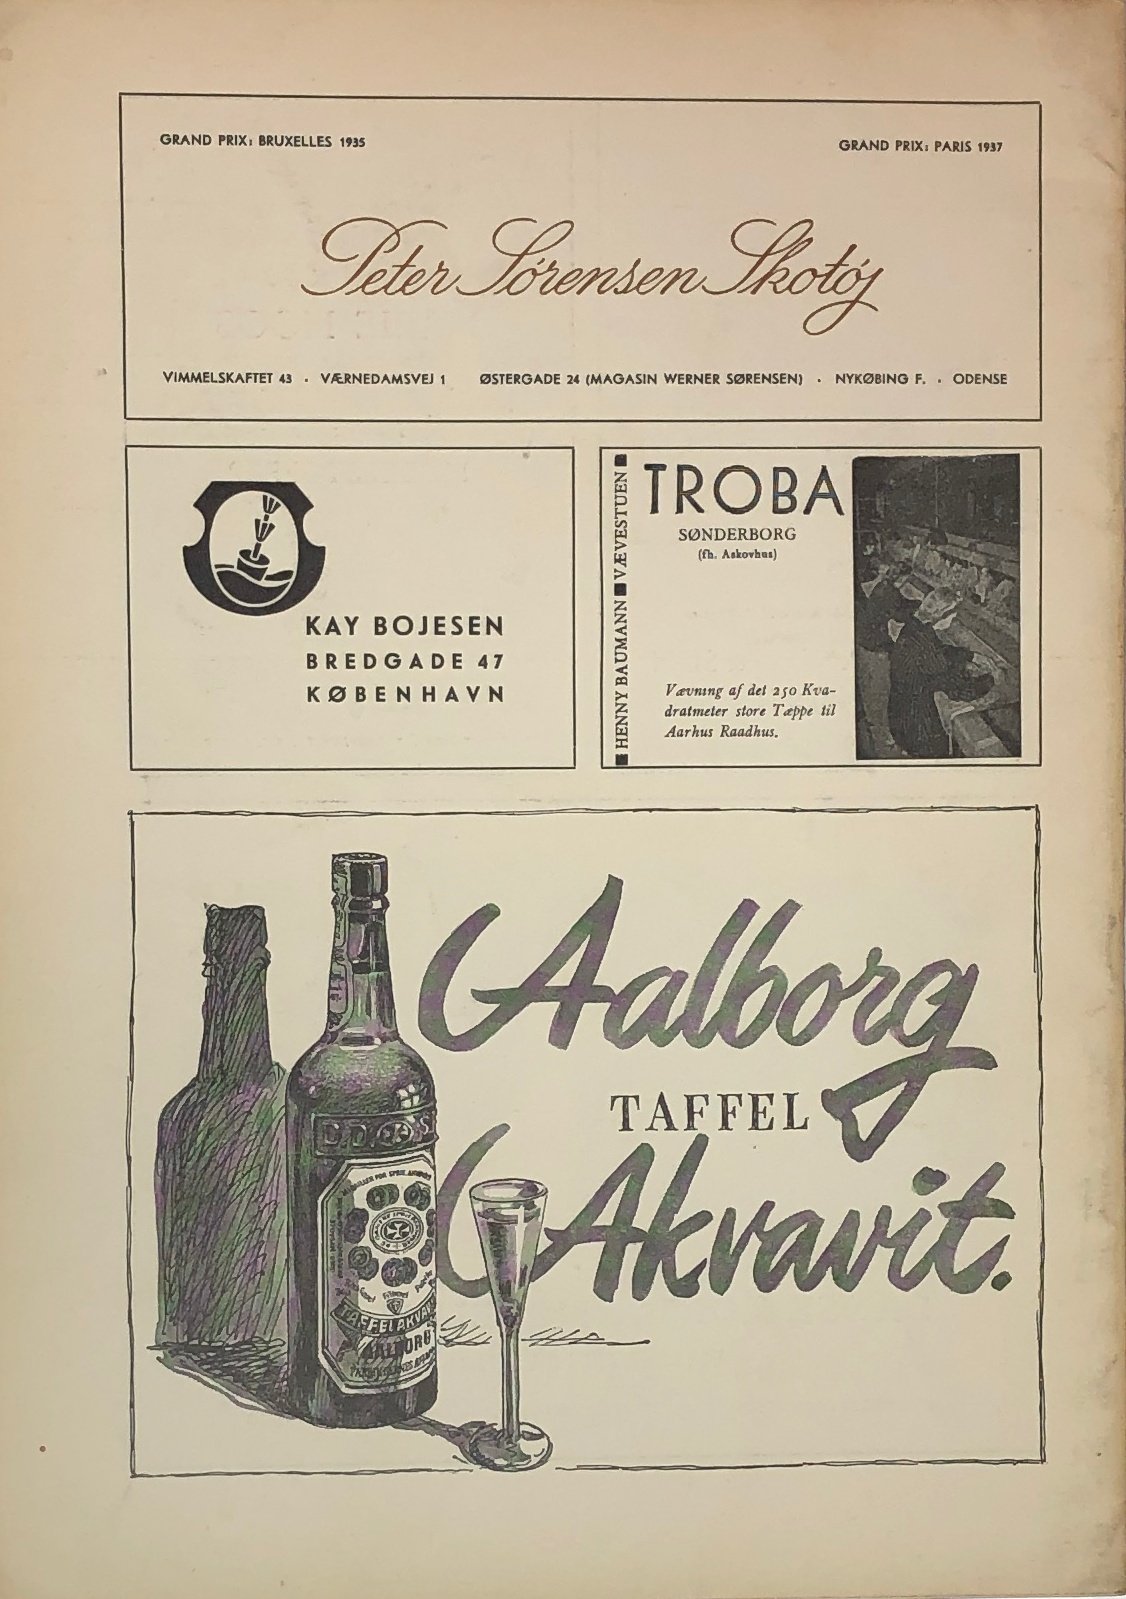 GRAND PRIX: BRUXELLES 1935
GRAND PRIX: PARIS 1937
Peter Sørensen Skotøj
VIMMELSKAFTET 43 · VÆRNEDAMSVEJ 1 ØSTERGADE 24 (MAGASIN WERNER SØRENSEN) · NYKØBING F. · ODENSE
KAY BOJESEN
BREDGADE 47
KØBENHAVN
HENNY BAUMANN ■ VÆVESTUEN
TROBA
SØNDERBORG
(fh. Askovhus)
Vævning af det 250 Kva-
dratmeter store Tæppe til
Aarhus Raadhus.
Aalborg
TAFFEL
Akvavit.
D.D.
TAFFELAKVAVIT
AALBORG